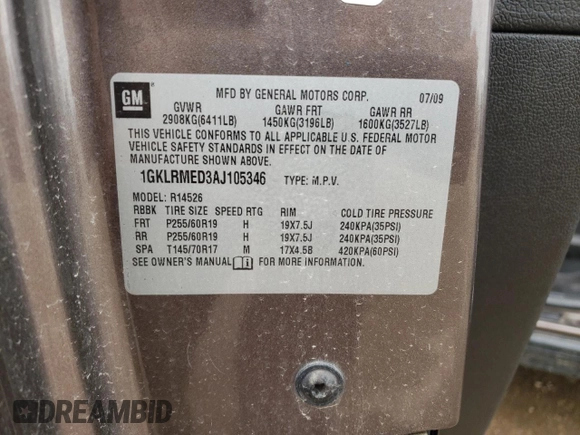 GM
MFD BY GENERAL MOTORS CORP. 07/09
GVWR GAWR FRT GAWR RR
2908KG(6411LB) 1450KG(3196LB) 1600KG(3527LB)
THIS VEHICLE CONFORMS TO ALL APPLICABLE U.S. FEDERAL MOTOR
VEHICLE SAFETY STANDARDS IN EFFECT ON THE DATE OF
MANUFACTURE SHOWN ABOVE.
1GKLRMED3AJ105346 TYPE: M.P.V.
MODEL: R14526
RBBK TIRE SIZE SPEED RTG RIM COLD TIRE PRESSURE
FRT P255/60R19 H 19X7.5J 240KPA(35PSI)
RR P255/60R19 H 19X7.5J 240KPA(35PSI)
SPA T145/70R17 M 17X4.5B 420KPA(60PSI)
SEE OWNER'S MANUAL FOR MORE INFORMATION.
DREAMBID